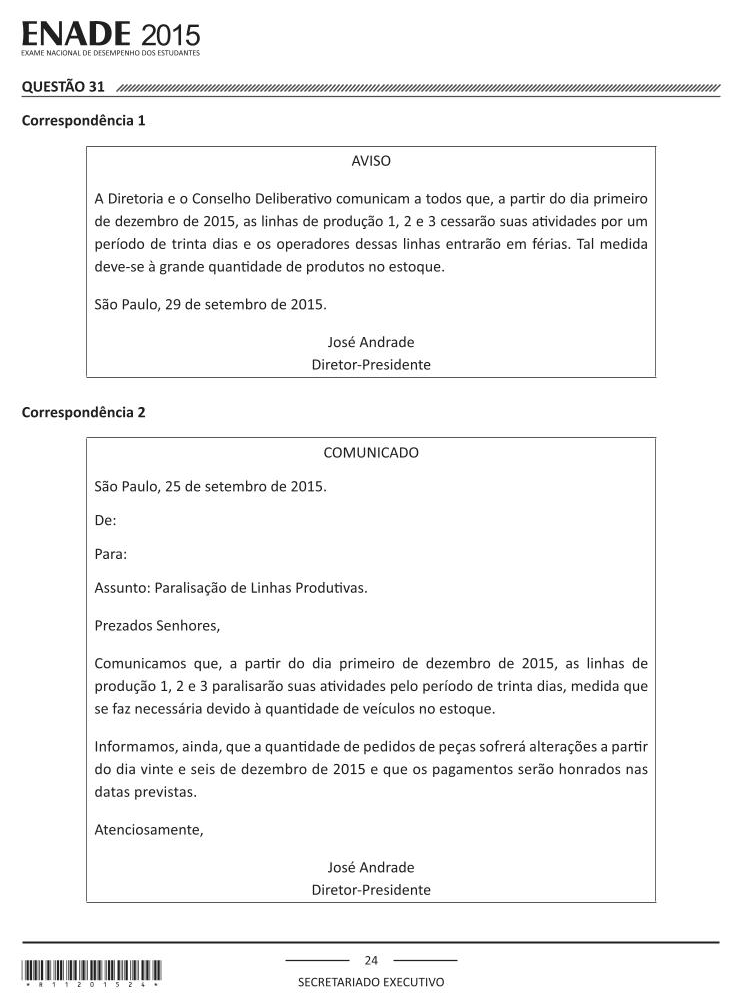 ENADE 2015
EXAME NACIONAL DE DESEMPENHO DOS ESTUDANTES
QUESTÃO 31
Correspondência 1
AVISO
A Diretoria e o Conselho Deliberativo comunicam a todos que, a partir do dia primeiro
de dezembro de 2015, as linhas de produção 1, 2 e 3 cessarão suas atividades por um
período de trinta dias e os operadores dessas linhas entrarão em férias. Tal medida
deve-se à grande quantidade de produtos no estoque.
São Paulo, 29 de setembro de 2015.
José Andrade
Diretor-Presidente
Correspondência 2
COMUNICADO
São Paulo, 25 de setembro de 2015.
De:
Para:
Assunto: Paralisação de Linhas Produtivas.
Prezados Senhores,
Comunicamos que, a partir do dia primeiro de dezembro de 2015, as linhas de
produção 1, 2 e 3 paralisarão suas atividades pelo período de trinta dias, medida que
se faz necessária devido à quantidade de veículos no estoque.
Informamos, ainda, que a quantidade de pedidos de peças sofrerá alterações a partir
do dia vinte e seis de dezembro de 2015 e que os pagamentos serão honrados nas
datas previstas.
Atenciosamente,
José Andrade
Diretor-Presidente
24
SECRETARIADO EXECUTIVO
* R 1 1 2 0 1 5 2 4 *